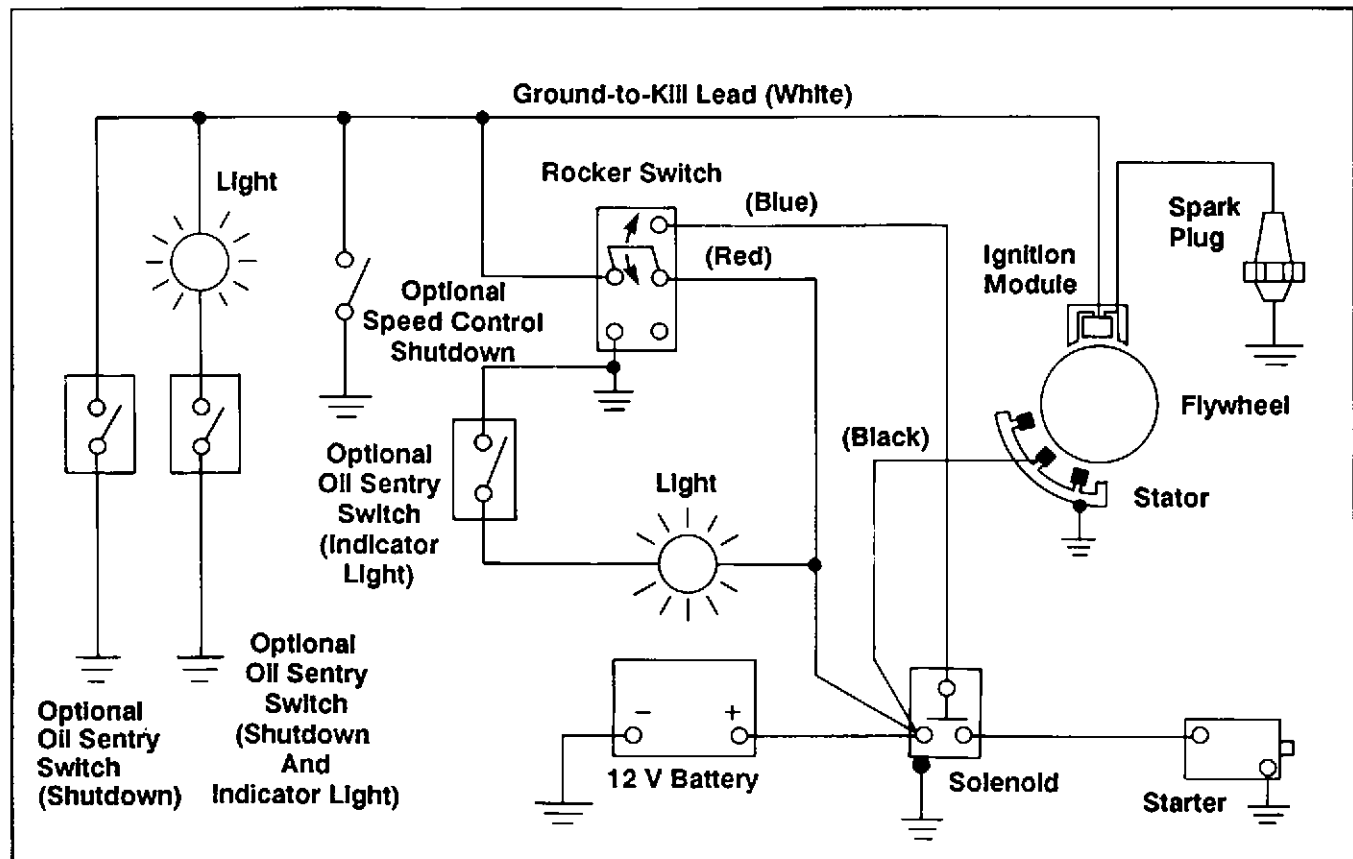 Ground-to-Kill Lead (White)
Light
Rocker Switch
(Blue)
(Red)
Spark
Plug
Ignition
Module
Optional
Speed Control
Shutdown
Flywheel
(Black)
Optional
Oil Sentry
Switch
(Indicator
Light)
Light
Stator
Optional
Oil Sentry
Switch
(Shutdown)
Optional
Oil Sentry
Switch
(Shutdown
And
Indicator Light)
- +
12 V Battery
Solenoid
Starter